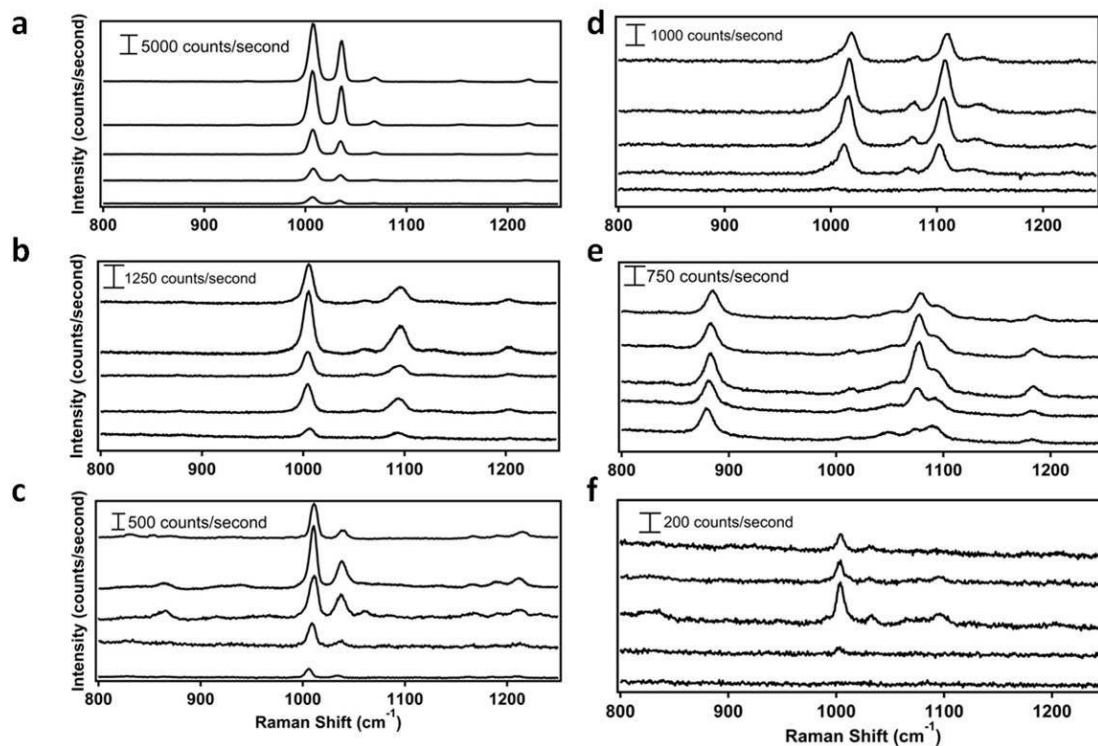 a
5000 counts/second
Intensity (counts/second)
800 900 1000 1100 1200
b
1250 counts/second
Intensity (counts/second)
800 900 1000 1100 1200
c
500 counts/second
Intensity (counts/second)
800 900 1000 1100 1200
Raman Shift (cm⁻¹)
d
1000 counts/second
800 900 1000 1100 1200
e
750 counts/second
800 900 1000 1100 1200
f
200 counts/second
800 900 1000 1100 1200
Raman Shift (cm⁻¹)